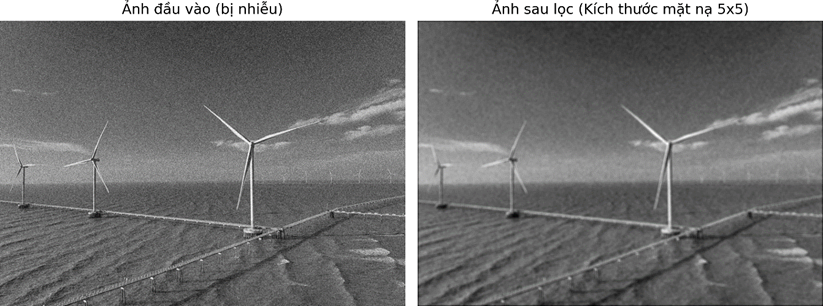 Ảnh đầu vào (bị nhiễu)
Ảnh sau lọc (Kích thước mặt nạ 5x5)